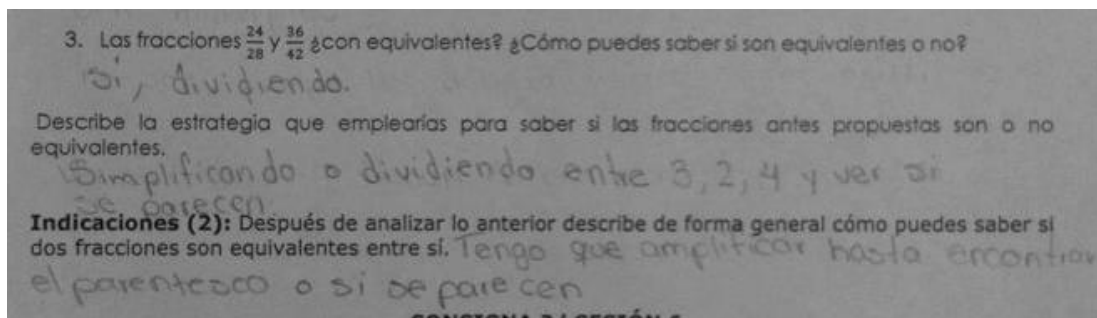 3. Las fracciones 24/28 y 36/42 ¿con equivalentes? ¿Cómo puedes saber si son equivalentes o no?
Sí, dividiendo.
Describe la estrategia que emplearías para saber si las fracciones antes propuestas son o no
equivalentes.
Simplificando o dividiendo entre 3, 2, 4 y ver si
se parecen
Indicaciones (2): Después de analizar lo anterior describe de forma general cómo puedes saber si
dos fracciones son equivalentes entre sí. Tengo que amplificar hasta encontrar
el parentesco o si se parecen